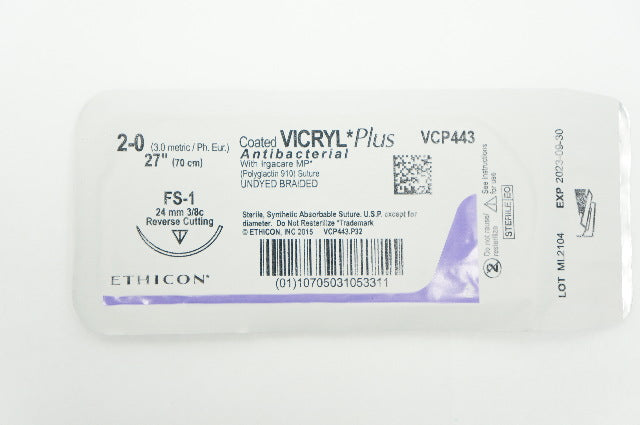 2-0 (3.0 metric / Ph. Eur.)
27" (70 cm)
Coated VICRYL* Plus VCP443
Antibacterial
With Irgacare MP*
(Polyglactin 910) Suture
UNDYED BRAIDED
FS-1
24 mm 3/8c
Reverse Cutting
Sterile, Synthetic Absorbable Suture. U.S.P. except for
diameter. Do Not Resterilize *Trademark
© ETHICON, INC 2015 VCP443.P32
ETHICON*
(01)10705031053311
See instructions
for use
Do not reuse/
resterilize
2
STERILE EO
LOT ML2104 EXP 2023-09-30